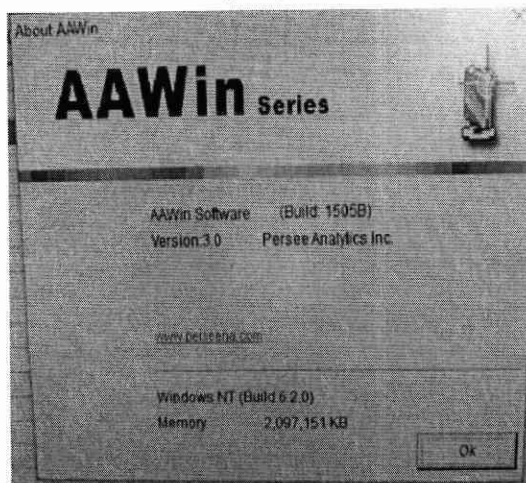 About AAWin
AAWin Series
AAWin Software (Build: 1505B)
Version:3.0 Persee Analytics Inc.
www.perseena.com
Windows NT (Build 6.2.0)
Memory 2,097,151 KB
Ok